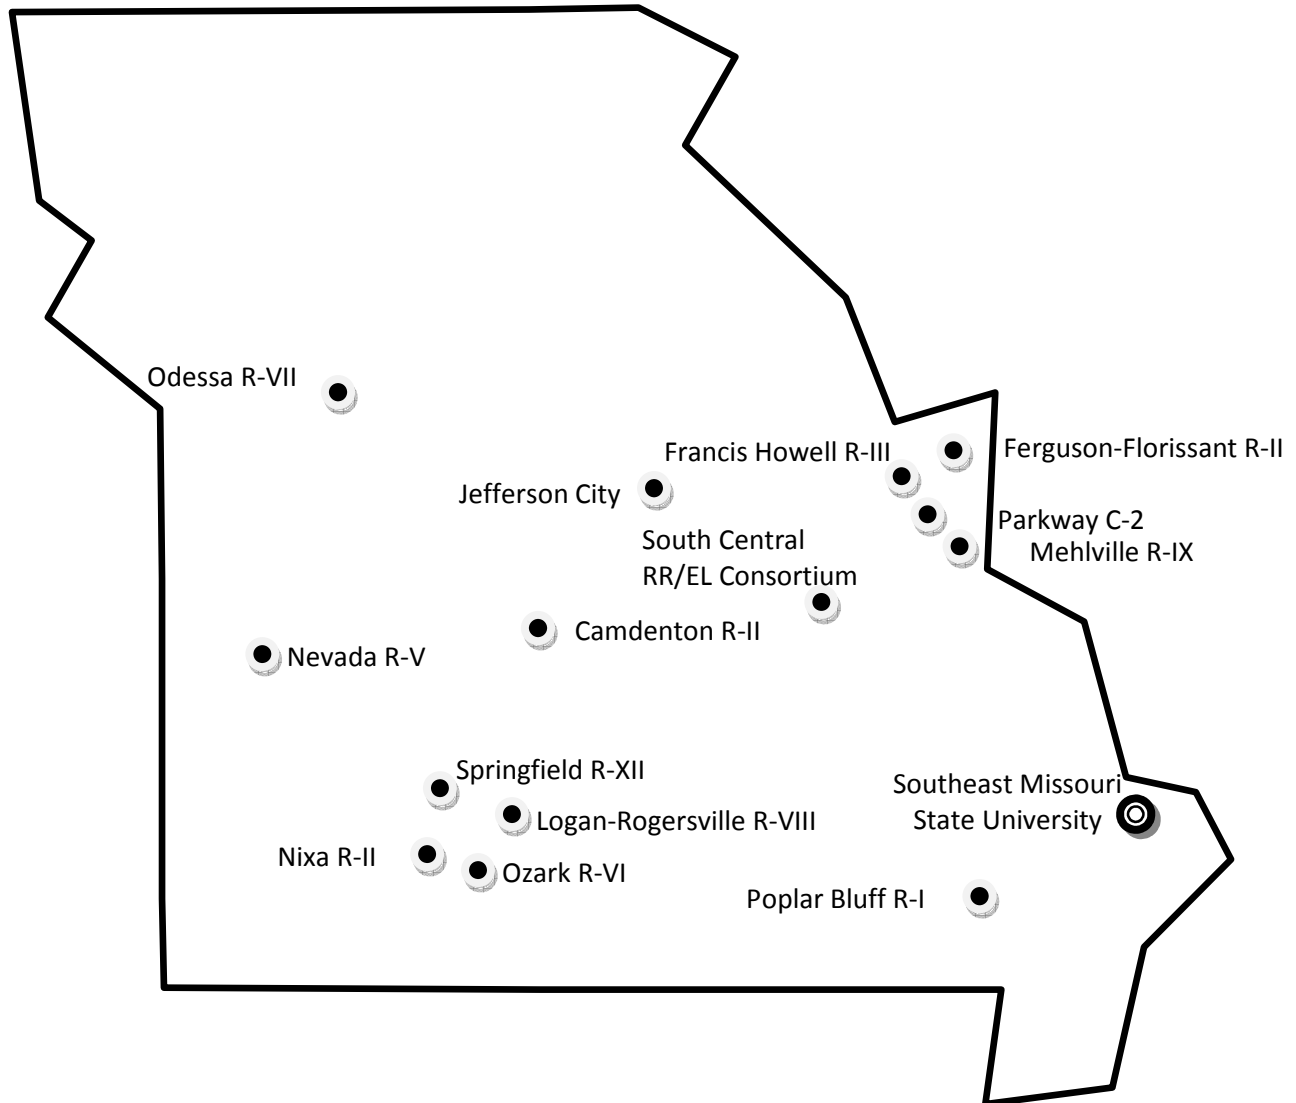 Odessa R-VII
Francis Howell R-III
Ferguson-Florissant R-II
Jefferson City
Parkway C-2
South Central
RR/EL Consortium
Mehlville R-IX
Camdenton R-II
Nevada R-V
Springfield R-XII
Southeast Missouri
State University
Logan-Rogersville R-VIII
Nixa R-II
Ozark R-VI
Poplar Bluff R-I